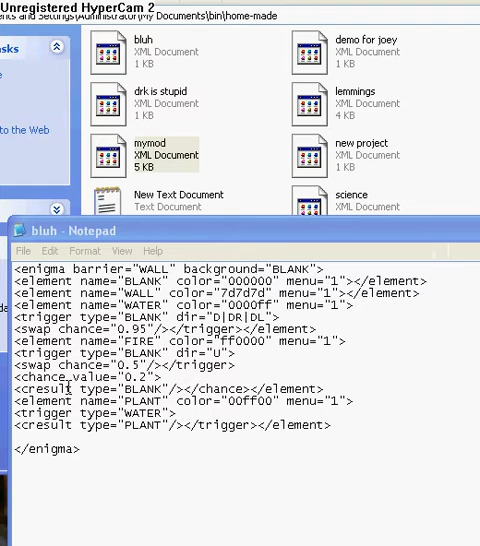 Unregistered HyperCam 2
ents and Settings\Administrator\My Documents\bin\home-made
asks
bluh
XML Document
1 KB
demo for joey
XML Document
1 KB
e
drk is stupid
XML Document
1 KB
lemmings
XML Document
4 KB
to the Web
mymod
XML Document
5 KB
new project
XML Document
1 KB
New Text Document
Text Document
science
XML Document
bluh - Notepad
File Edit Format View Help
<enigma barrier="WALL" background="BLANK">
<element name="BLANK" color="000000" menu="1"></element>
<element name="WALL" color="7d7d7d" menu="1"></element>
<element name="WATER" color="0000ff" menu="1">
<trigger type="BLANK" dir="D|DR|DL">
<swap chance="0.95"/></trigger></element>
<element name="FIRE" color="ff0000" menu="1">
<trigger type="BLANK" dir="U">
<swap chance="0.5"/></trigger>
<chance value="0.2">
<cresult type="BLANK"/></chance></element>
<element name="PLANT" color="00ff00" menu="1">
<trigger type="WATER">
<cresult type="PLANT"/></trigger></element>
</enigma>